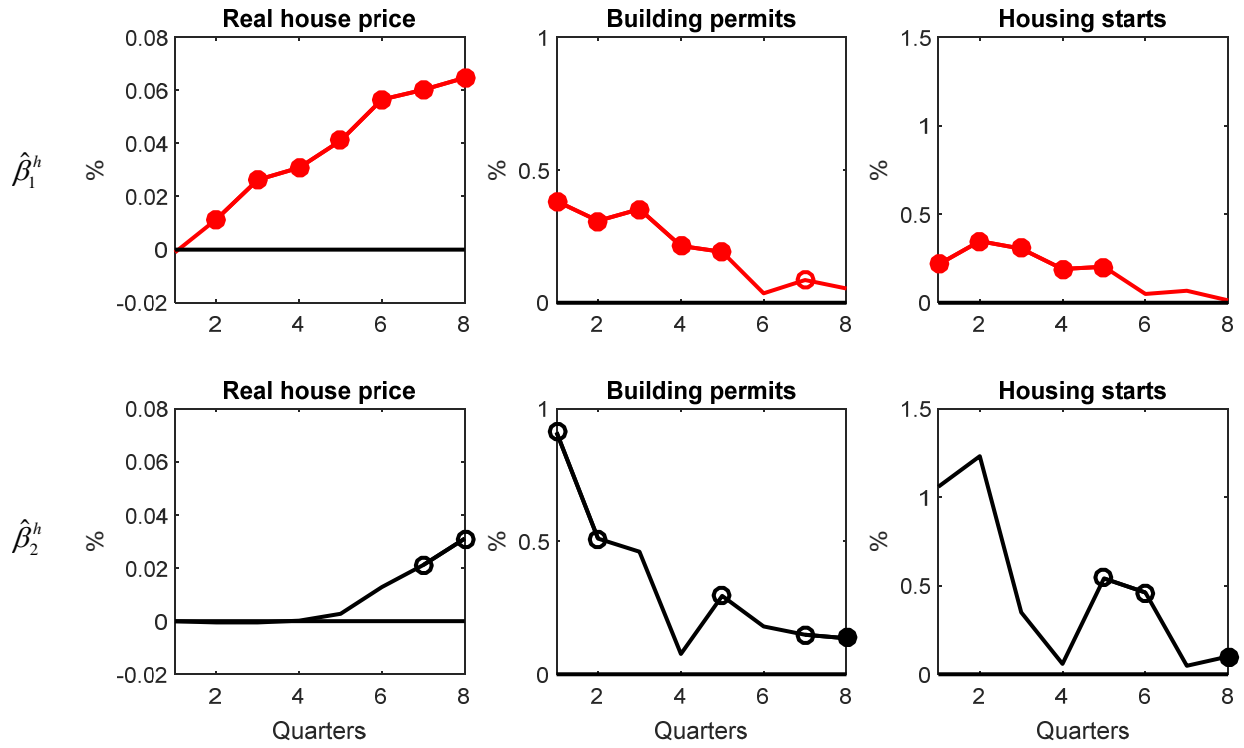 Real house price
Building permits
Housing starts
0.08
0.06
0.04
0.02
0
-0.02
%
2 4 6 8
1
0.5
0
%
2 4 6 8
1.5
1
0.5
0
%
2 4 6 8
β̂₁ʰ
Real house price
Building permits
Housing starts
0.08
0.06
0.04
0.02
0
-0.02
%
2 4 6 8
Quarters
1
0.5
0
%
2 4 6 8
Quarters
1.5
1
0.5
0
%
2 4 6 8
Quarters
β̂₂ʰ